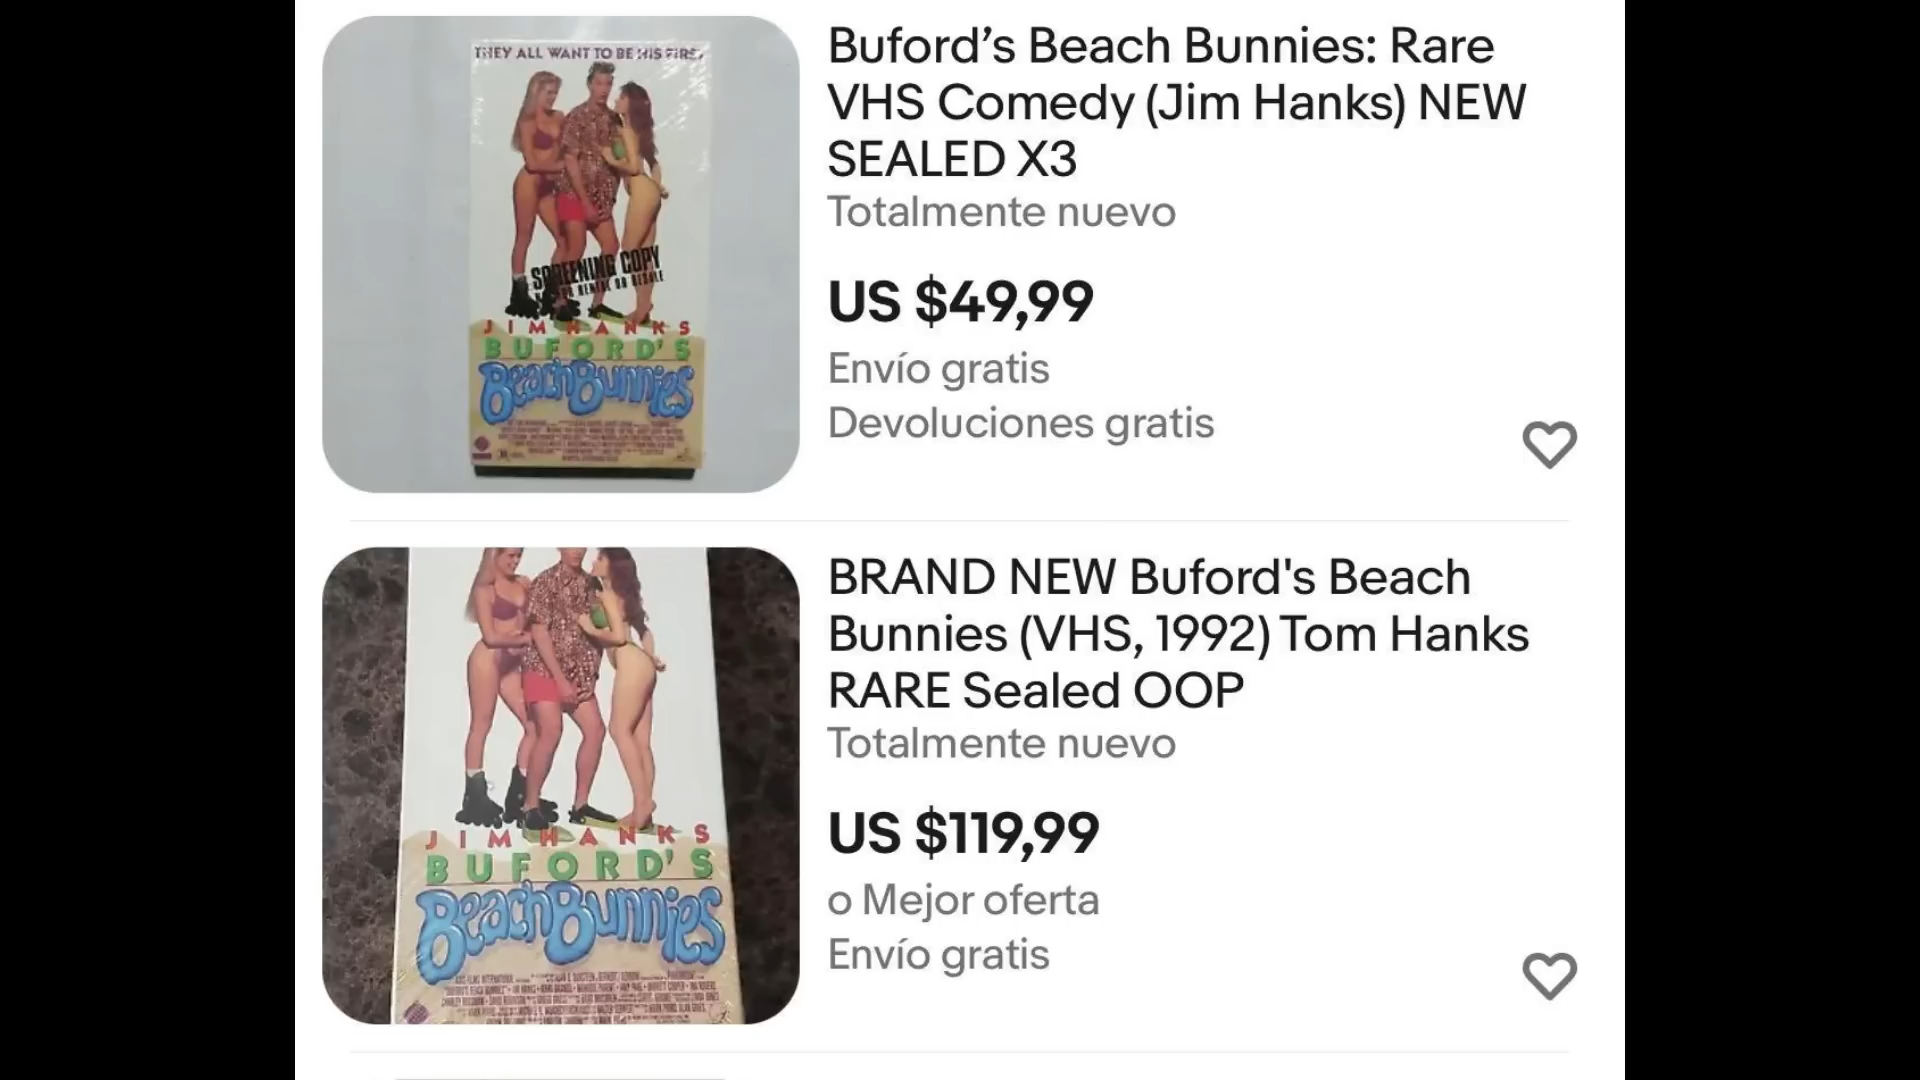 THEY ALL WANT TO BE HIS FIRST
SCREENING COPY
JIM HANKS
BUFORD'S
BeachBunnies
Buford’s Beach Bunnies: Rare
VHS Comedy (Jim Hanks) NEW
SEALED X3
Totalmente nuevo
US $49,99
Envío gratis
Devoluciones gratis
JIM HANKS
BUFORD'S
BeachBunnies
BRAND NEW Buford's Beach
Bunnies (VHS, 1992) Tom Hanks
RARE Sealed OOP
Totalmente nuevo
US $119,99
o Mejor oferta
Envío gratis